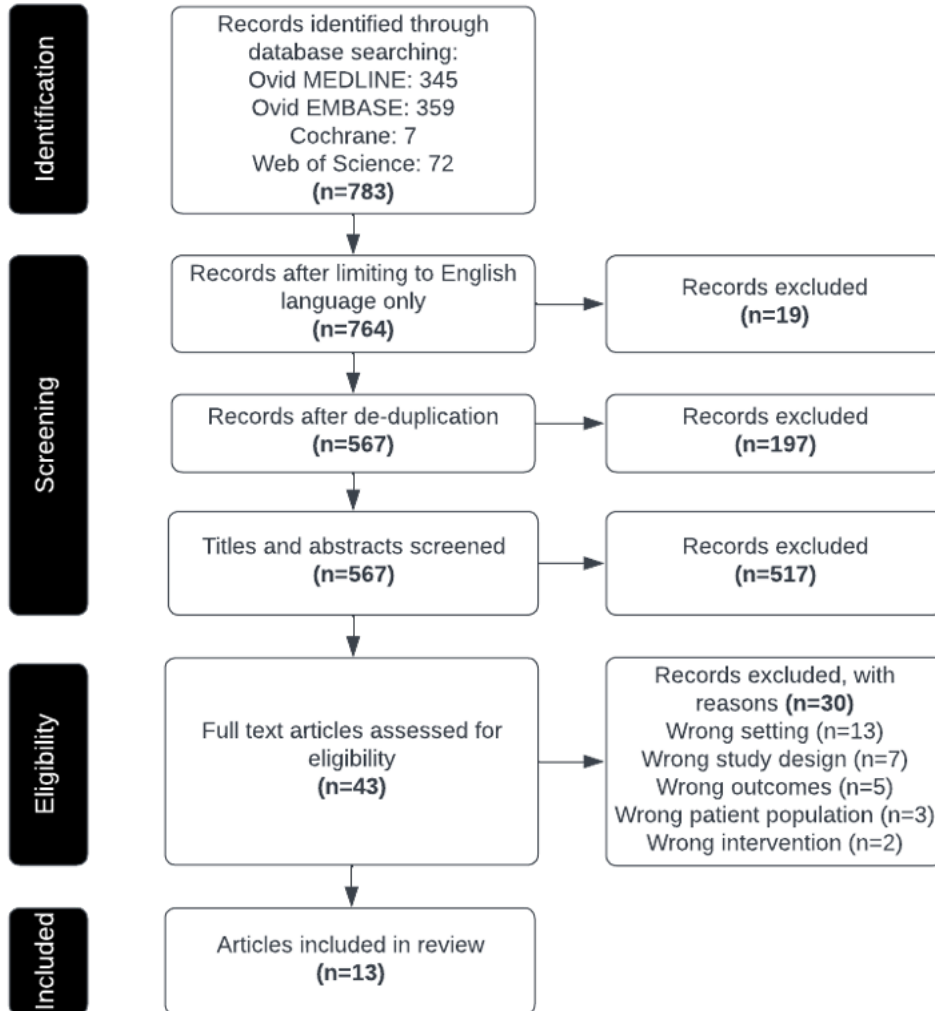 Identification
Records identified through
database searching:
Ovid MEDLINE: 345
Ovid EMBASE: 359
Cochrane: 7
Web of Science: 72
(n=783)
Screening
Records after limiting to English
language only
(n=764)
Records excluded
(n=19)
Records after de-duplication
(n=567)
Records excluded
(n=197)
Titles and abstracts screened
(n=567)
Records excluded
(n=517)
Eligibility
Full text articles assessed for
eligibility
(n=43)
Records excluded, with
reasons (n=30)
Wrong setting (n=13)
Wrong study design (n=7)
Wrong outcomes (n=5)
Wrong patient population (n=3)
Wrong intervention (n=2)
Included
Articles included in review
(n=13)